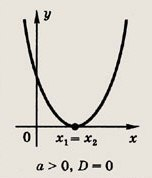 y
0
x₁ = x₂
x
a > 0, D = 0